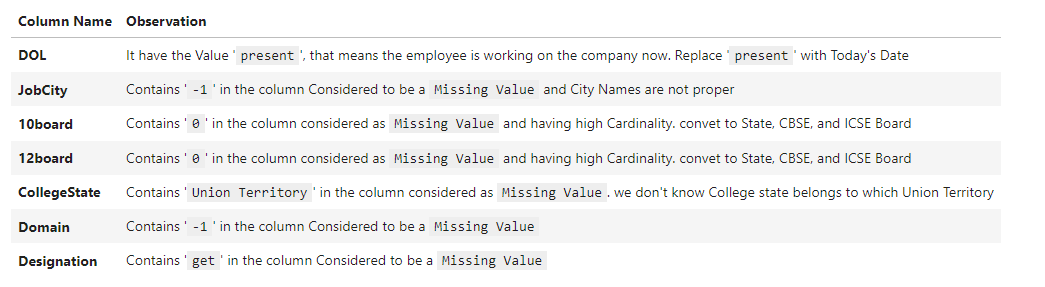 Column Name Observation
DOL It have the Value 'present', that means the employee is working on the company now. Replace 'present' with Today's Date
JobCity Contains '-1' in the column Considered to be a Missing Value and City Names are not proper
10board Contains '0' in the column considered as Missing Value and having high Cardinality. convet to State, CBSE, and ICSE Board
12board Contains '0' in the column considered as Missing Value and having high Cardinality. convet to State, CBSE, and ICSE Board
CollegeState Contains 'Union Territory' in the column considered as Missing Value. we don't know College state belongs to which Union Territory
Domain Contains '-1' in the column Considered to be a Missing Value
Designation Contains 'get' in the column Considered to be a Missing Value